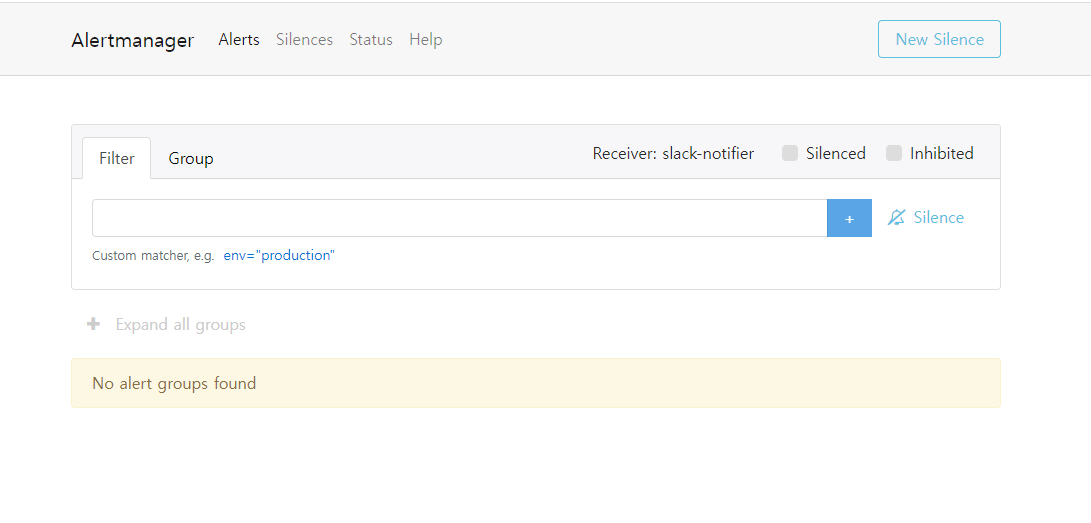 Alertmanager Alerts Silences Status Help New Silence
Filter Group Receiver: slack-notifier Silenced Inhibited
+ Silence
Custom matcher, e.g. env="production"
+ Expand all groups
No alert groups found